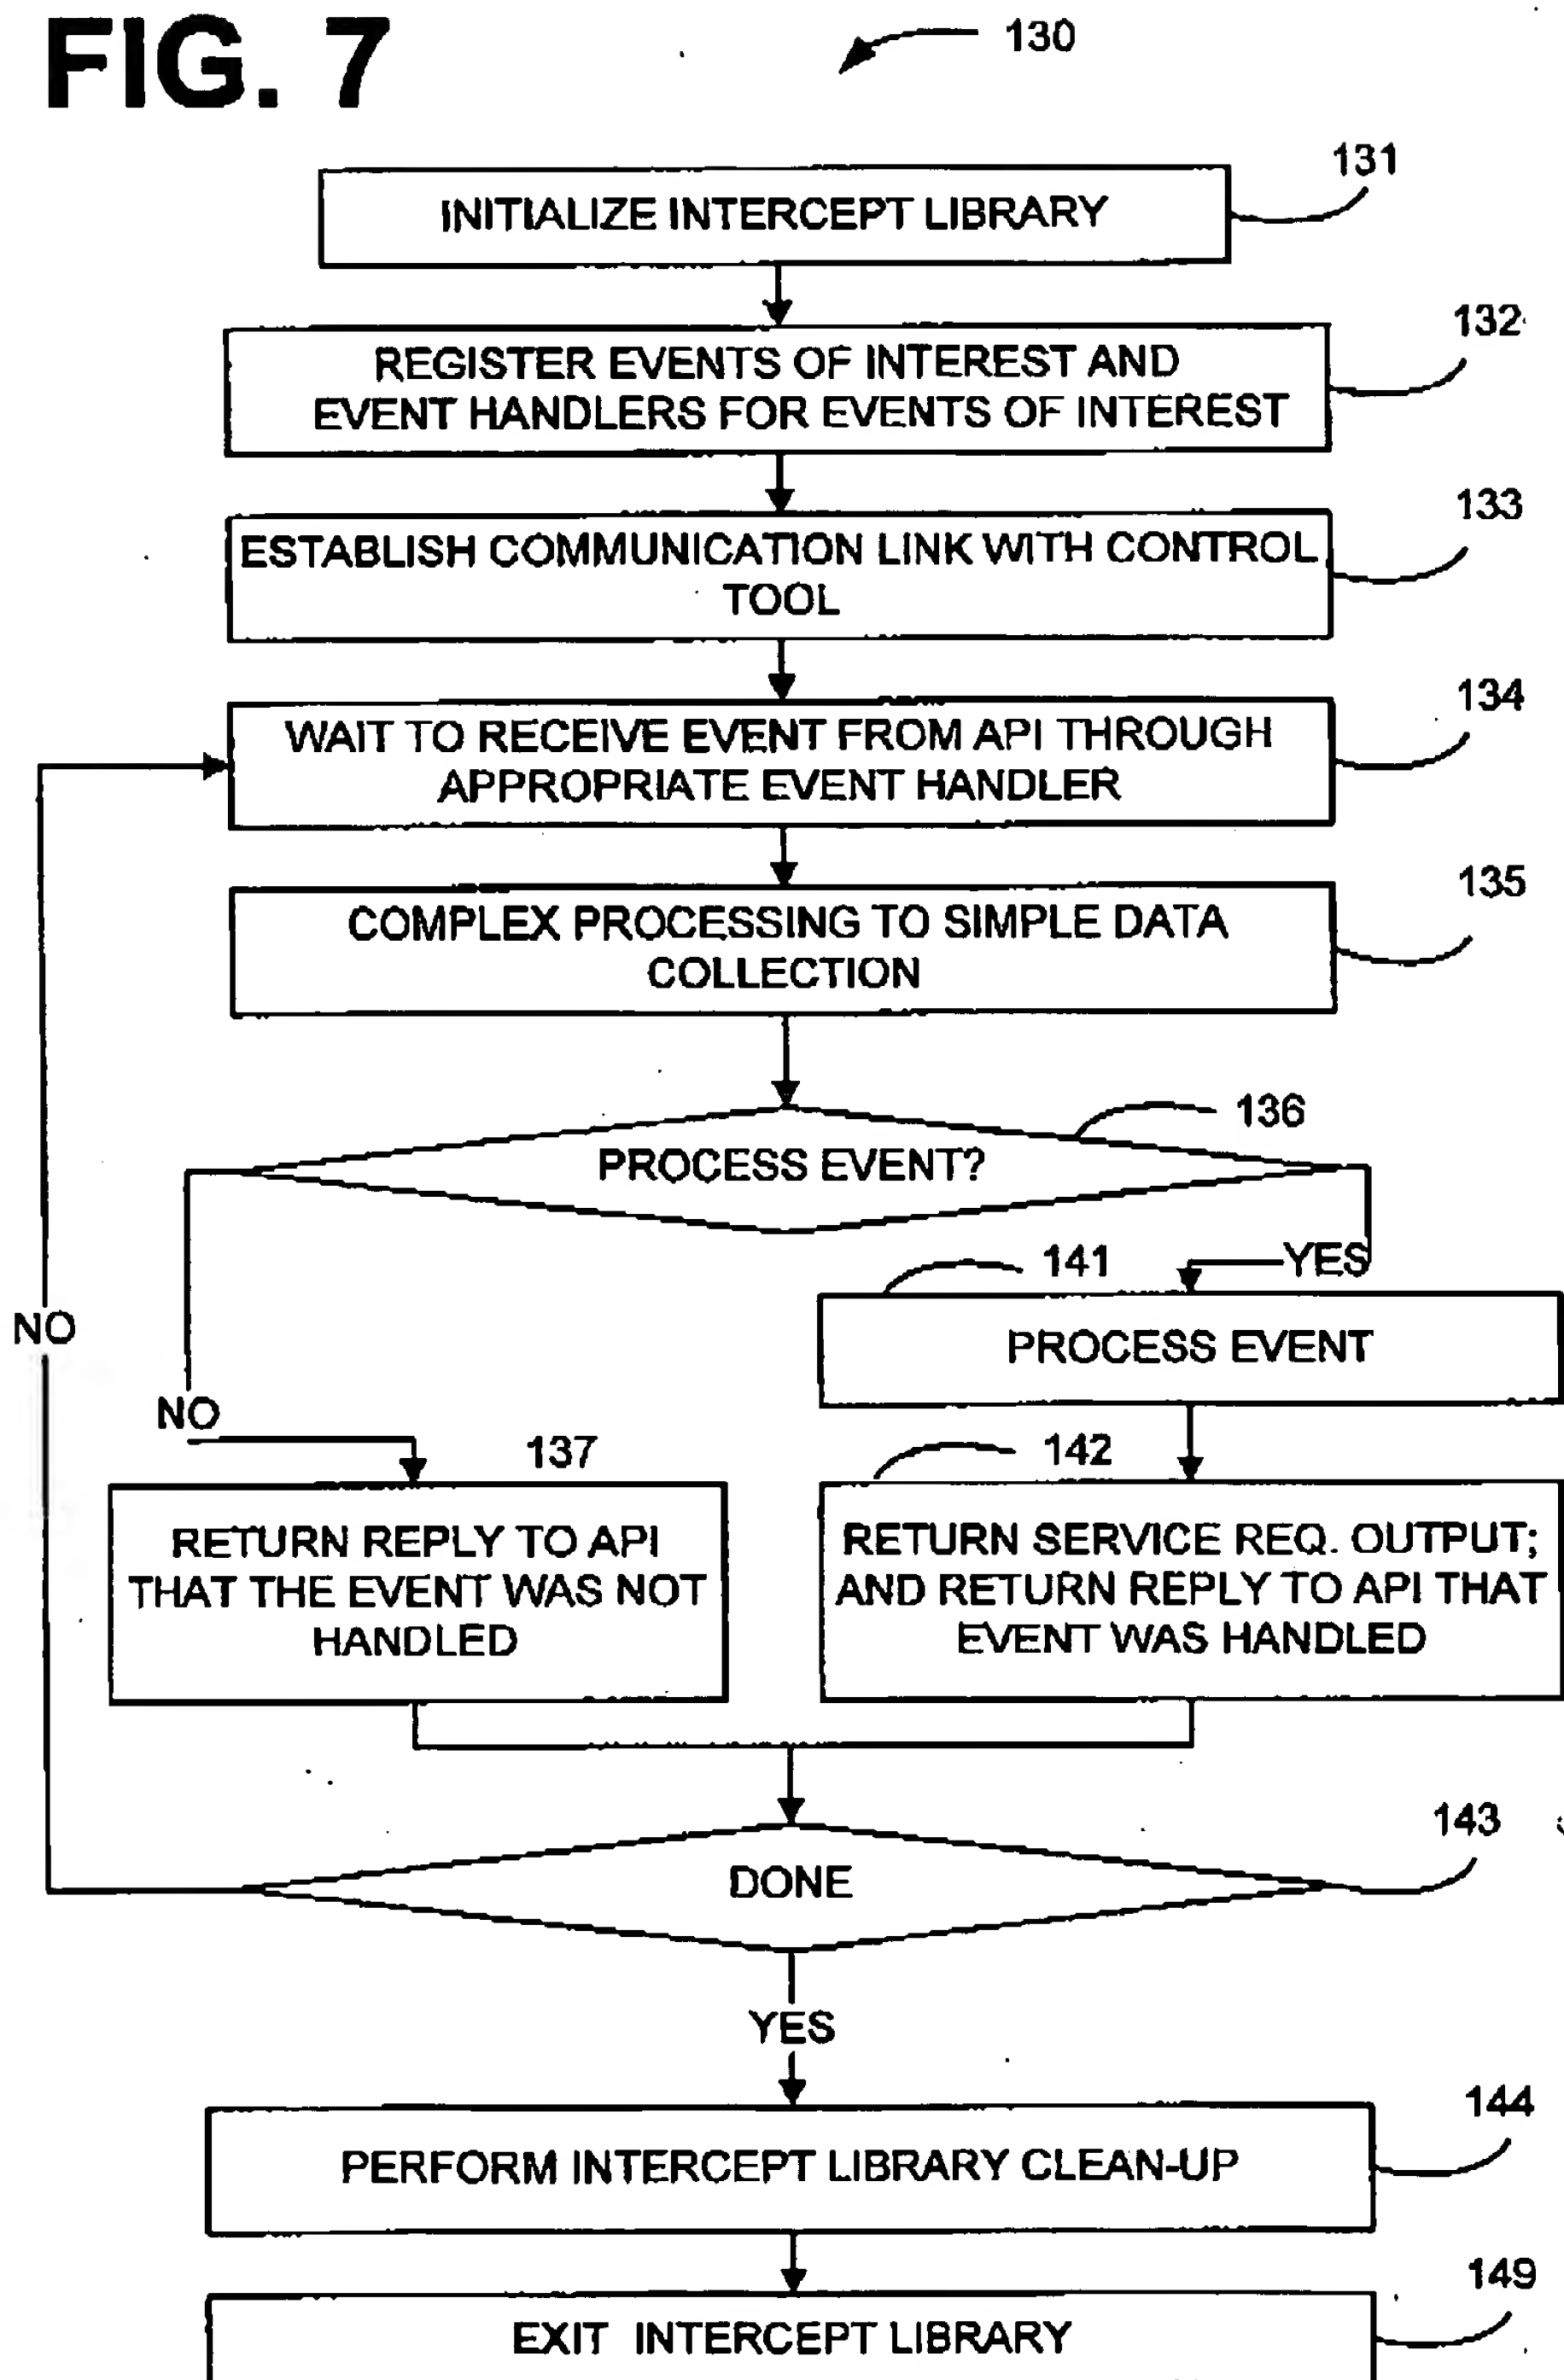 FIG. 7
130
131
INITIALIZE INTERCEPT LIBRARY
132
REGISTER EVENTS OF INTEREST AND
EVENT HANDLERS FOR EVENTS OF INTEREST
133
ESTABLISH COMMUNICATION LINK WITH CONTROL
TOOL
134
WAIT TO RECEIVE EVENT FROM API THROUGH
APPROPRIATE EVENT HANDLER
135
COMPLEX PROCESSING TO SIMPLE DATA
COLLECTION
136
PROCESS EVENT?
141
YES
NO
PROCESS EVENT
NO
137
142
RETURN REPLY TO API
THAT THE EVENT WAS NOT
HANDLED
RETURN SERVICE REQ. OUTPUT;
AND RETURN REPLY TO API THAT
EVENT WAS HANDLED
143
DONE
YES
144
PERFORM INTERCEPT LIBRARY CLEAN-UP
149
EXIT INTERCEPT LIBRARY